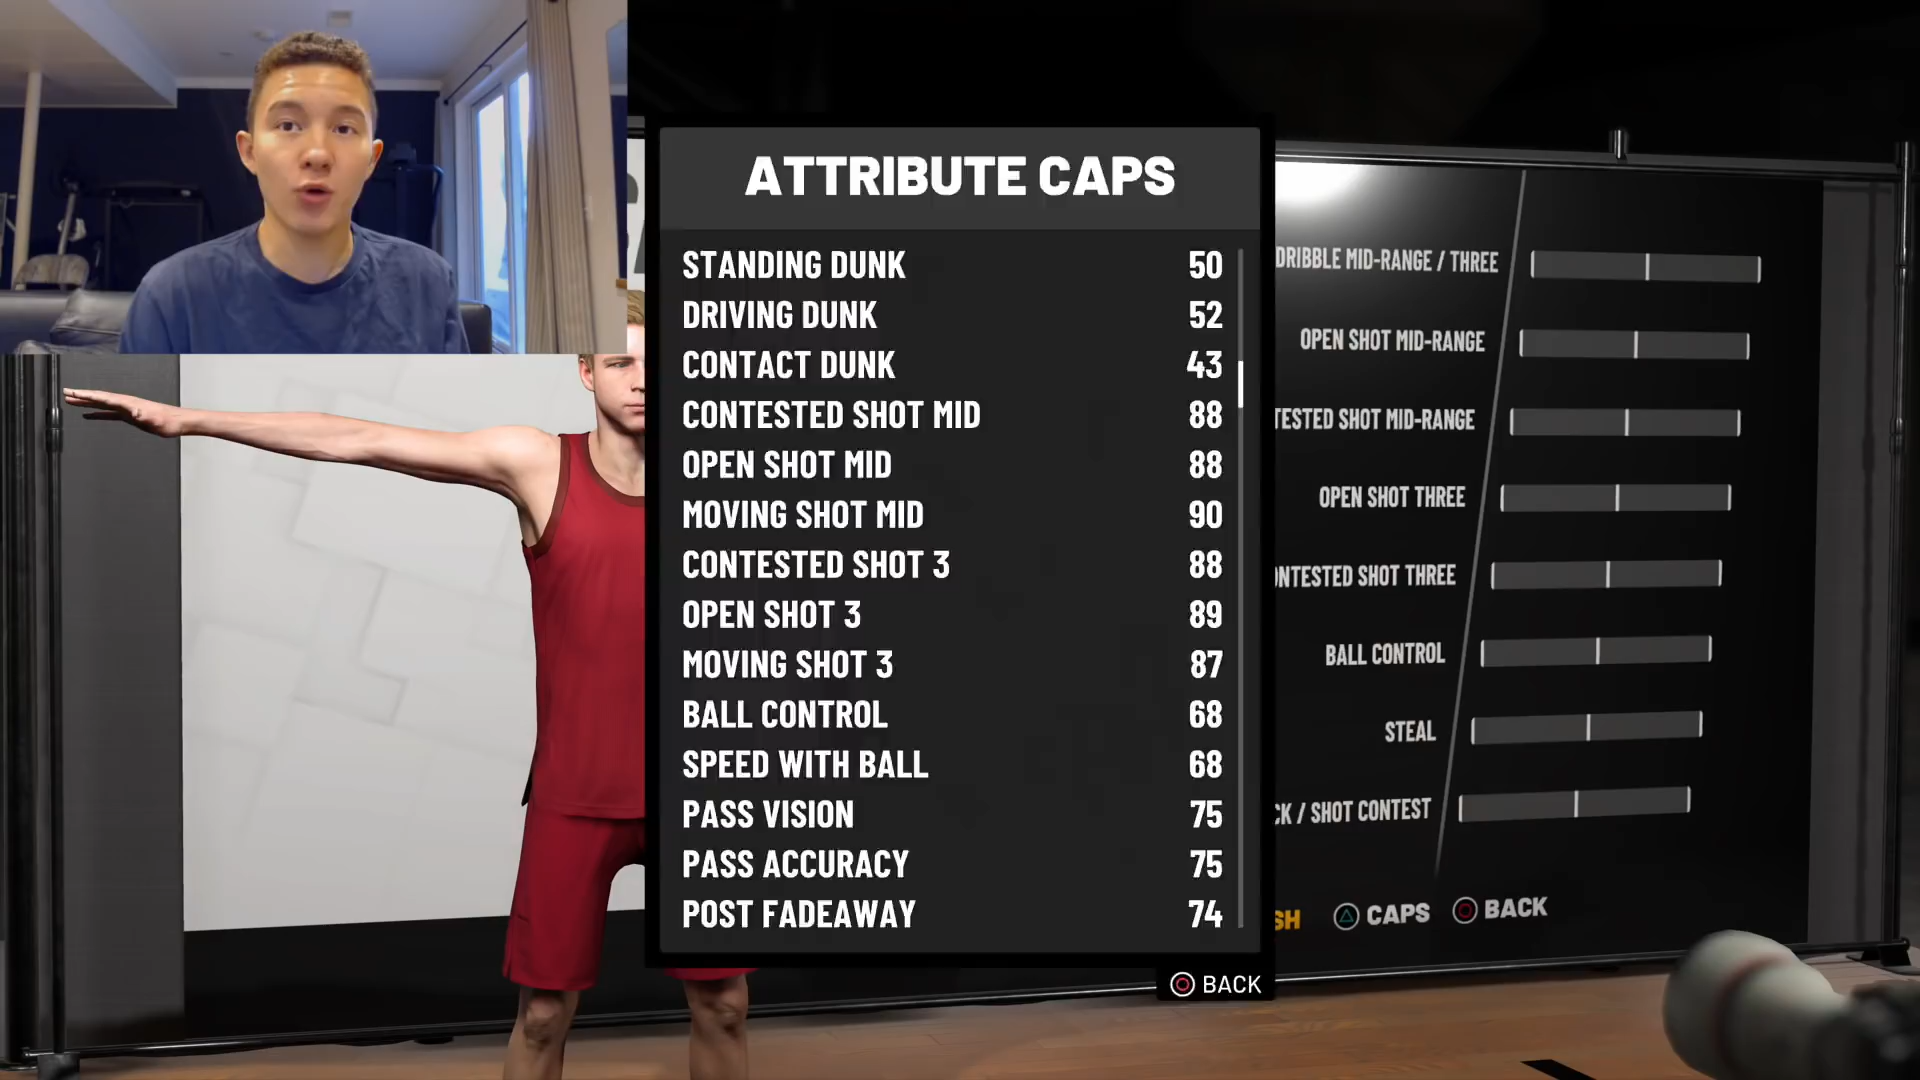 ATTRIBUTE CAPS
STANDING DUNK 50
DRIVING DUNK 52
CONTACT DUNK 43
CONTESTED SHOT MID 88
OPEN SHOT MID 88
MOVING SHOT MID 90
CONTESTED SHOT 3 88
OPEN SHOT 3 89
MOVING SHOT 3 87
BALL CONTROL 68
SPEED WITH BALL 68
PASS VISION 75
PASS ACCURACY 75
POST FADEAWAY 74
BACK
DRIBBLE MID-RANGE / THREE
OPEN SHOT MID-RANGE
TESTED SHOT MID-RANGE
OPEN SHOT THREE
NTESTED SHOT THREE
BALL CONTROL
STEAL
CK / SHOT CONTEST
SH CAPS BACK